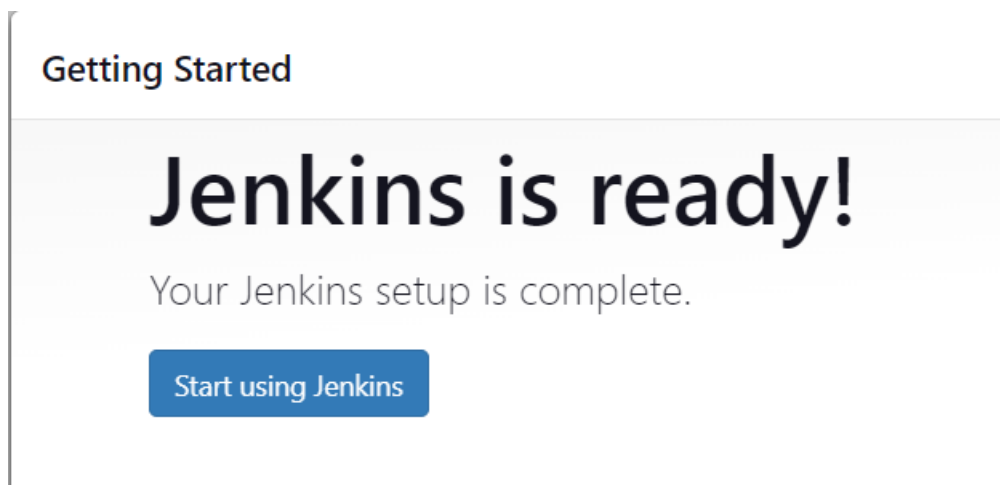 Getting Started
Jenkins is ready!
Your Jenkins setup is complete.
Start using Jenkins